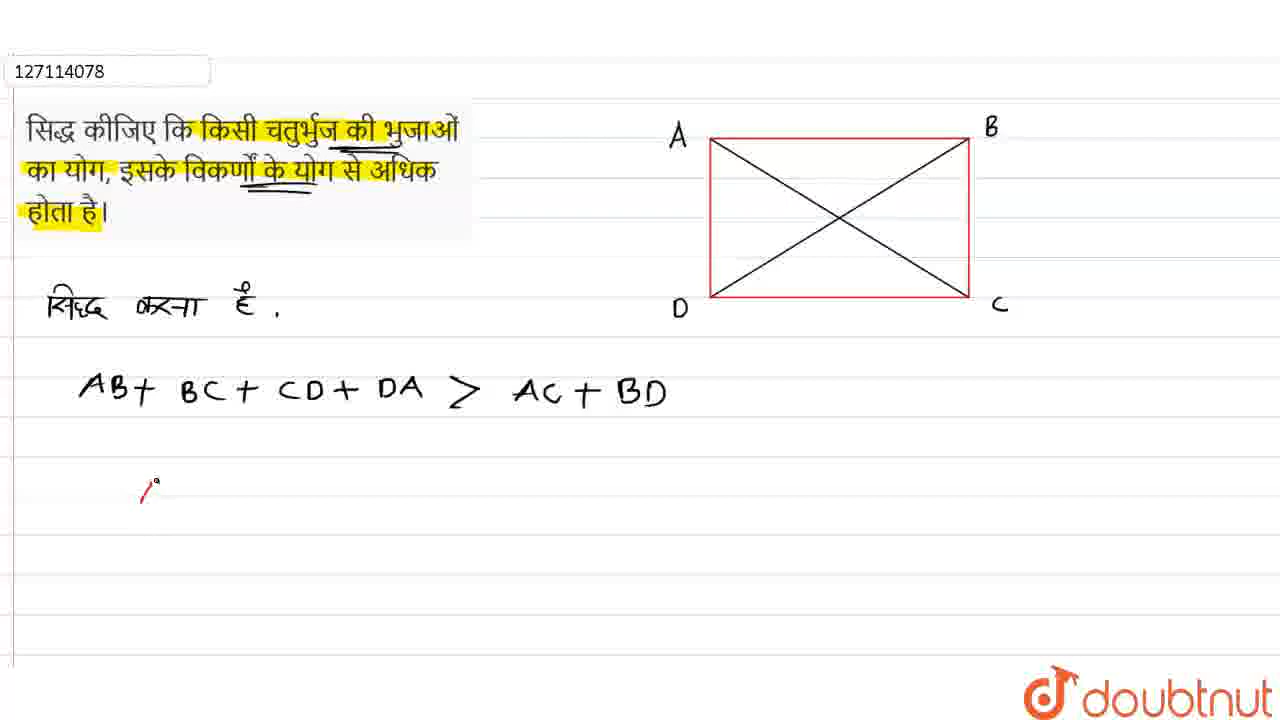 127114078
सिद्ध कीजिए कि किसी चतुर्भुज की भुजाओं
का योग, इसके विकर्णों के योग से अधिक
होता है।
A
B
D
C
सिद्ध करना है.
AB + BC + CD + DA > AC + BD
doubtnut